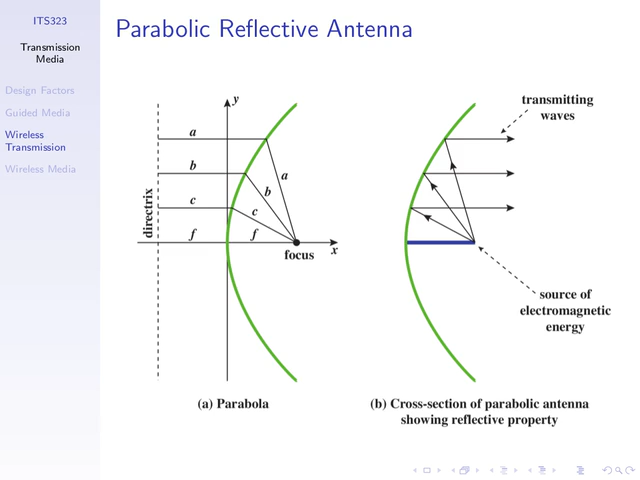 ITS323
Transmission
Media
Design Factors
Guided Media
Wireless
Transmission
Wireless Media
Parabolic Reflective Antenna
y
a
a
b
b
c
c
f
f
directrix
focus
x
(a) Parabola
transmitting
waves
source of
electromagnetic
energy
(b) Cross-section of parabolic antenna
showing reflective property